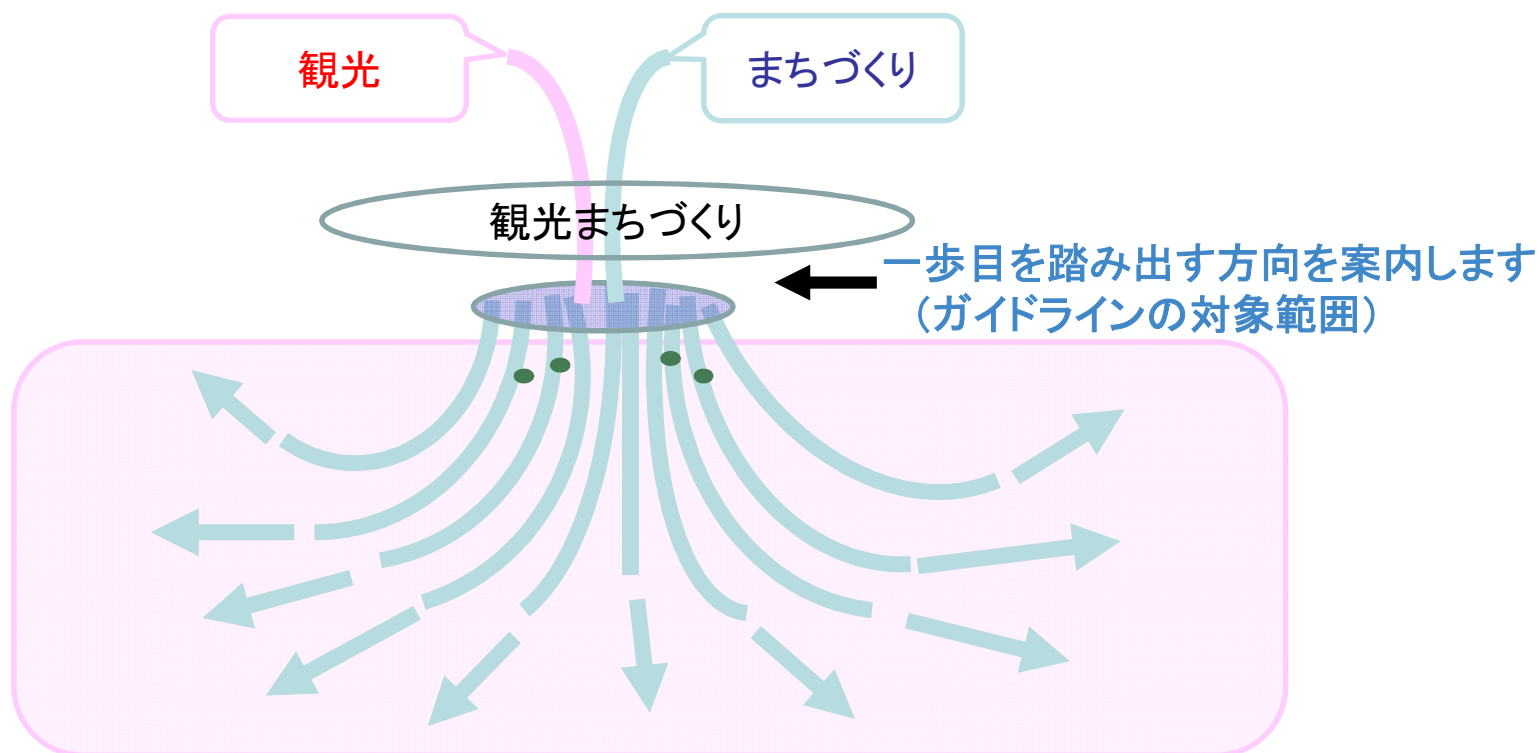 観光
まちづくり
観光まちづくり
一歩目を踏み出す方向を案内します
（ガイドラインの対象範囲）